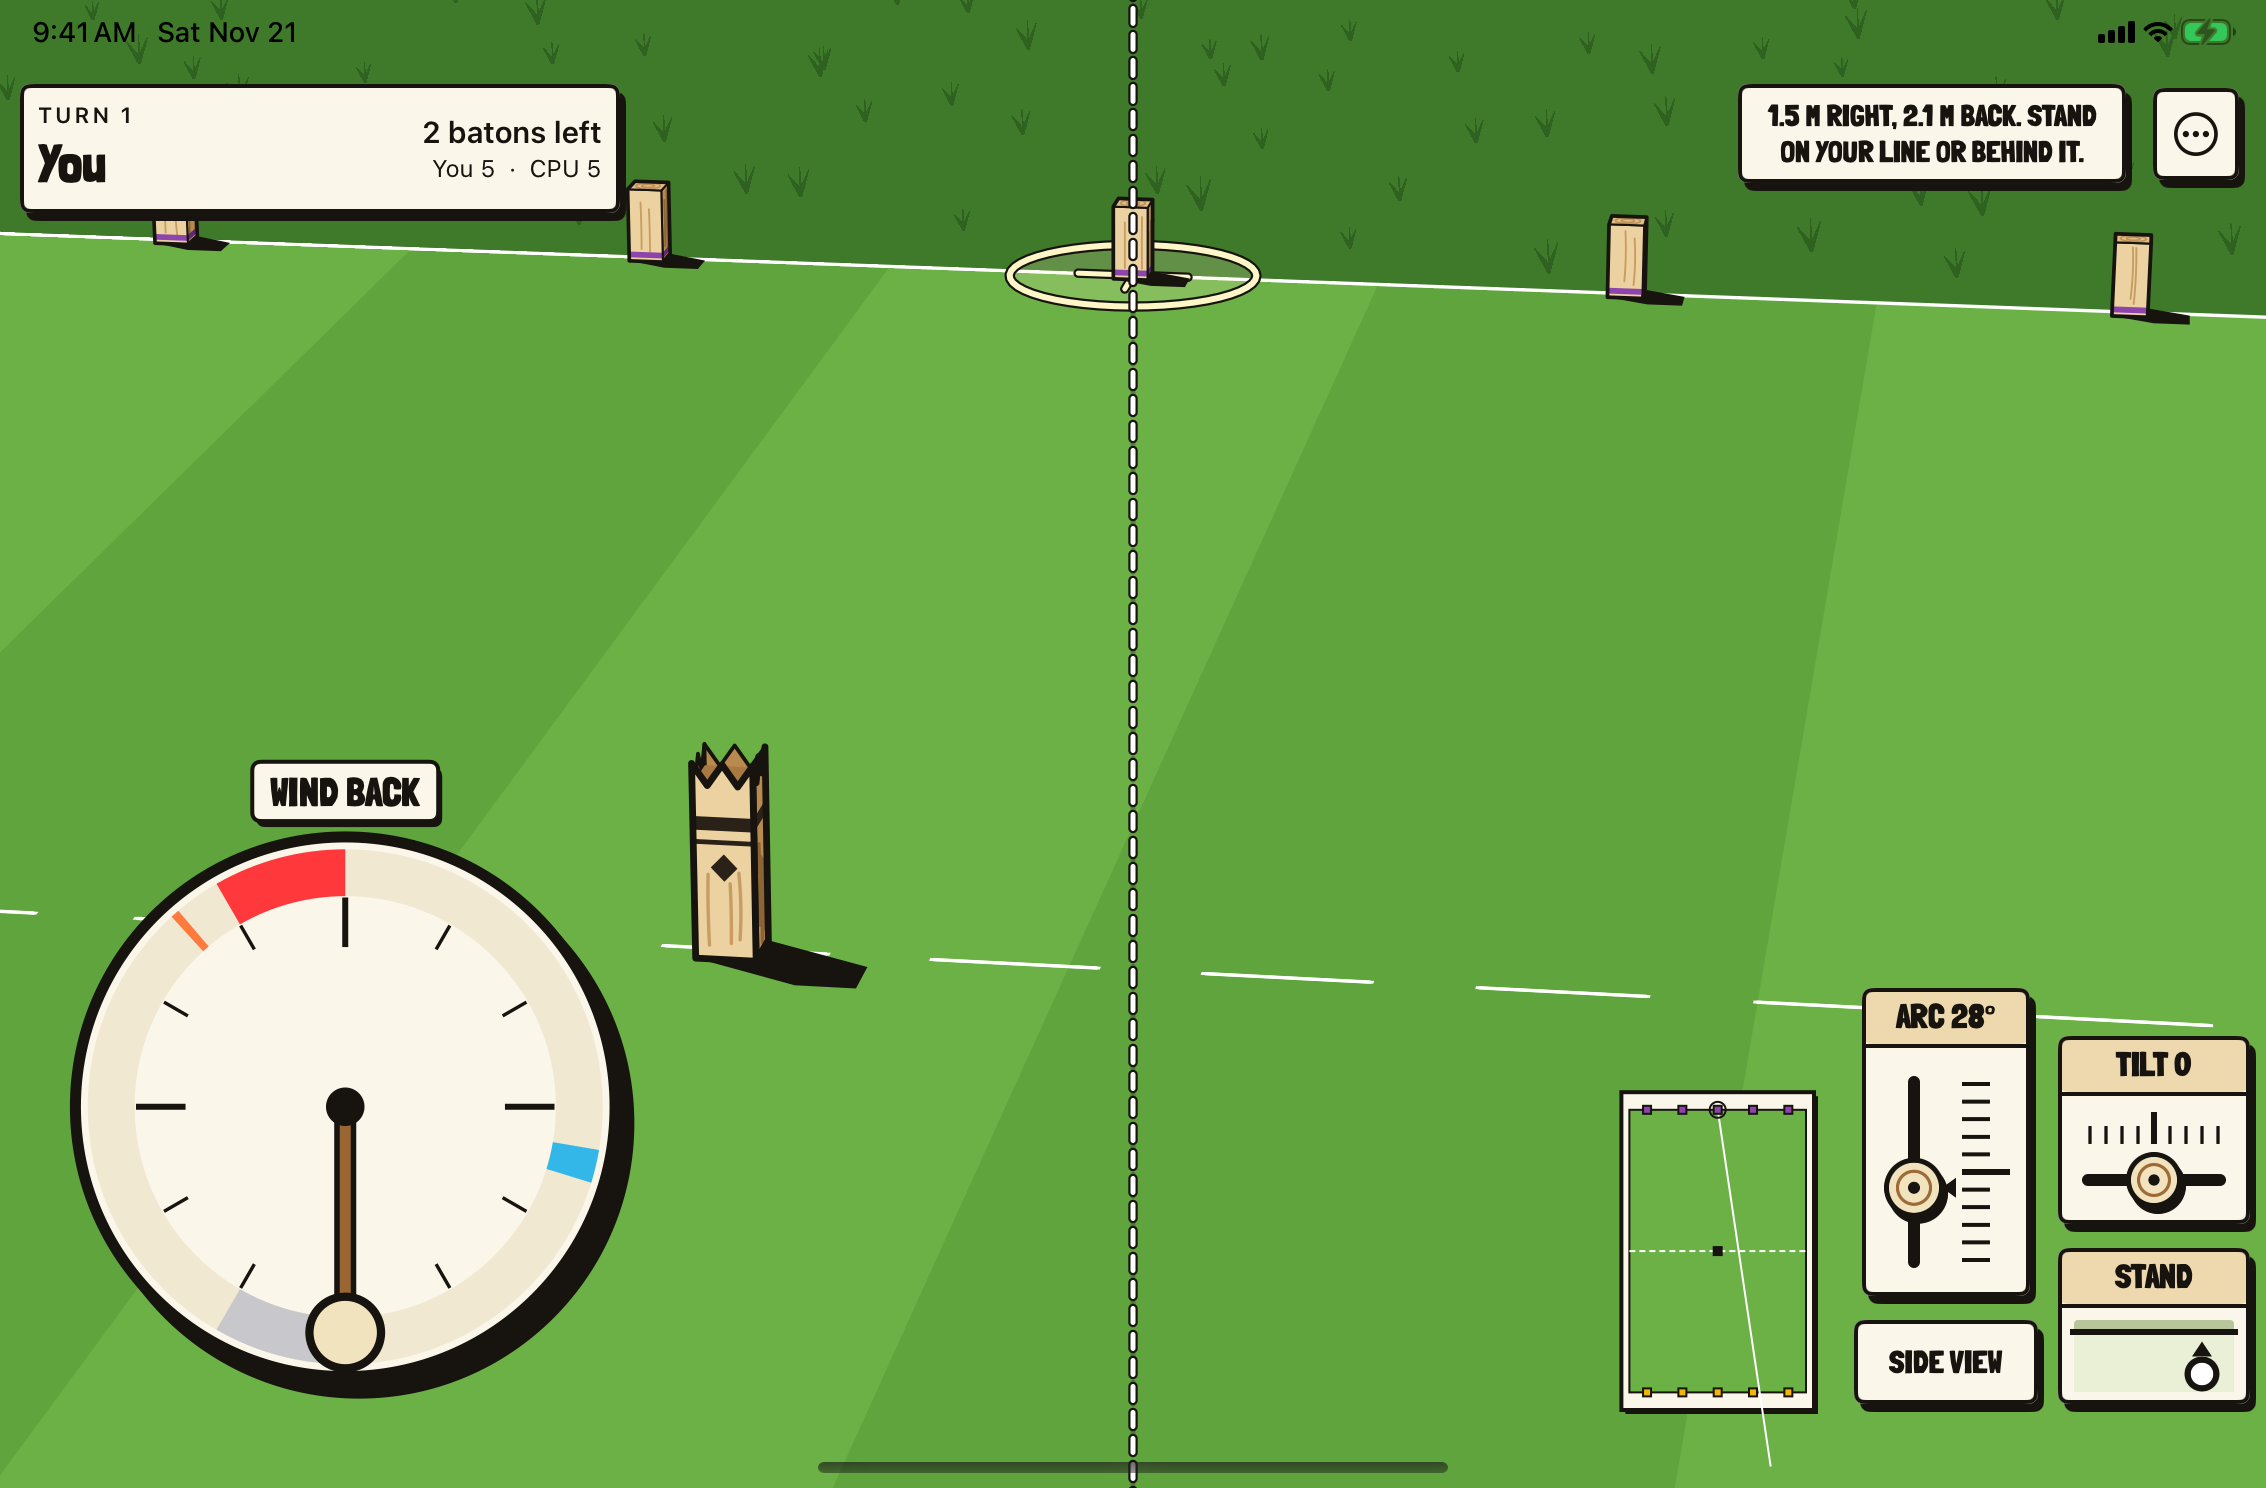 9:41 AM Sat Nov 21
TURN 1
You
2 batons left
You 5 · CPU 5
1.5 M RIGHT, 2.1 M BACK. STAND
ON YOUR LINE OR BEHIND IT.
WIND BACK
ARC 28°
TILT 0
STAND
SIDE VIEW